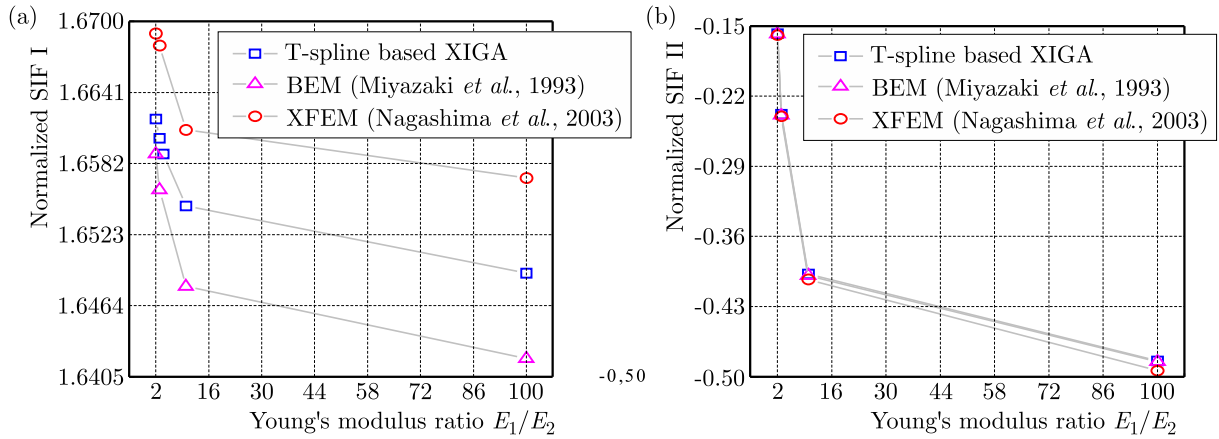 (a)
1.6700
1.6641
1.6582
1.6523
1.6464
1.6405
Normalized SIF I
T-spline based XIGA
BEM (Miyazaki et al., 1993)
XFEM (Nagashima et al., 2003)
2 16 30 44 58 72 86 100
Young's modulus ratio E1/E2
-0,50
(b)
-0.15
-0.22
-0.29
-0.36
-0.43
-0.50
Normalized SIF II
T-spline based XIGA
BEM (Miyazaki et al., 1993)
XFEM (Nagashima et al., 2003)
2 16 30 44 58 72 86 100
Young's modulus ratio E1/E2